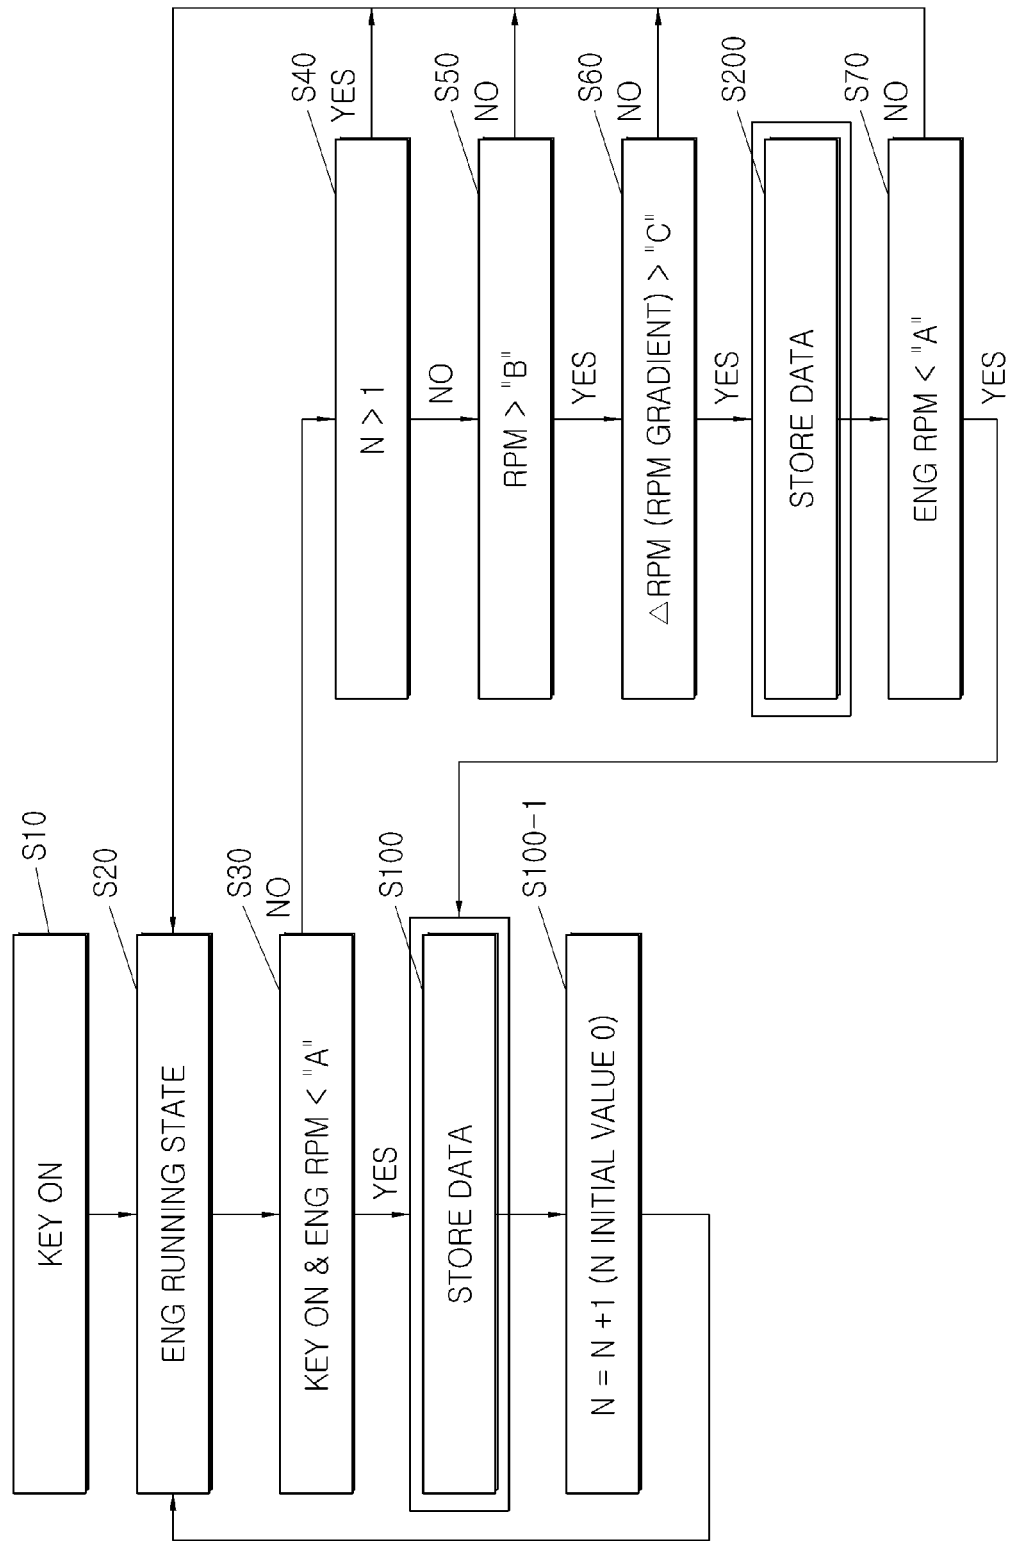 S10
KEY ON
S20
ENG RUNNING STATE
S30
KEY ON & ENG RPM < "A"
NO
YES
S100
STORE DATA
S100-1
N = N +1 (N INITIAL VALUE 0)
S40
N > 1
YES
NO
S50
RPM > "B"
NO
YES
S60
△RPM (RPM GRADIENT) > "C"
NO
YES
S200
STORE DATA
S70
ENG RPM < "A"
NO
YES